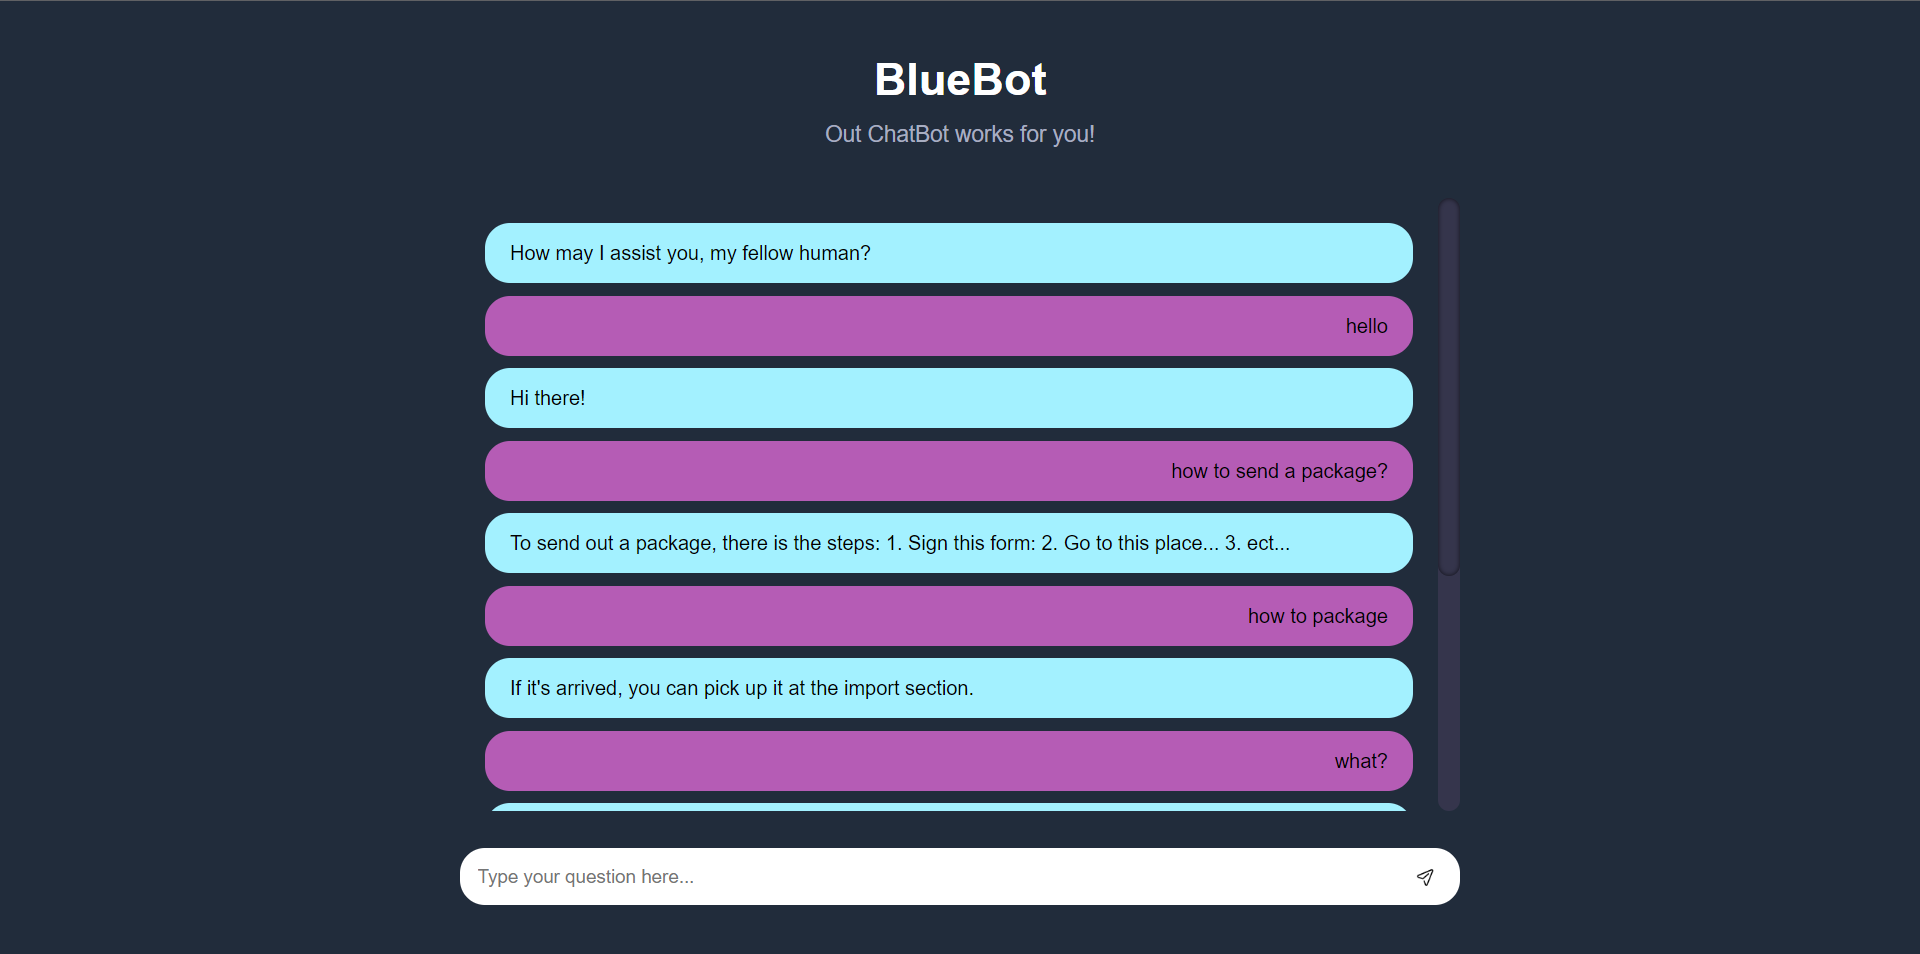 BlueBot
Out ChatBot works for you!
How may I assist you, my fellow human?
hello
Hi there!
how to send a package?
To send out a package, there is the steps: 1. Sign this form: 2. Go to this place... 3. ect...
how to package
If it's arrived, you can pick up it at the import section.
what?
Type your question here...